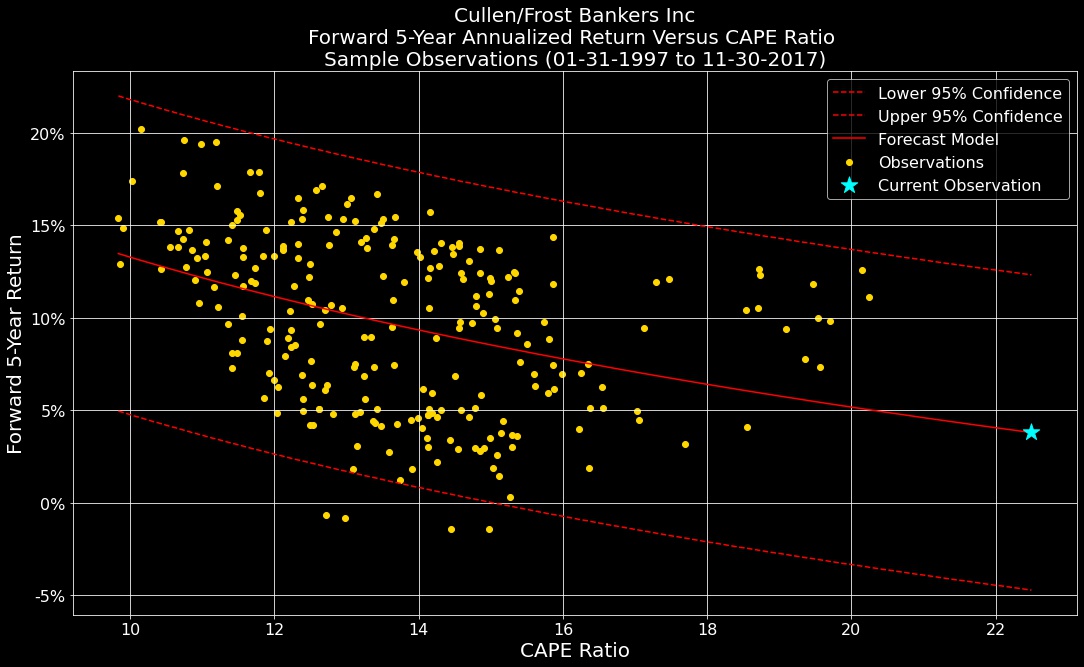 Cullen/Frost Bankers Inc
Forward 5-Year Annualized Return Versus CAPE Ratio
Sample Observations (01-31-1997 to 11-30-2017)
Lower 95% Confidence
Upper 95% Confidence
Forecast Model
Observations
Current Observation
Forward 5-Year Return
20%
15%
10%
5%
0%
-5%
10 12 14 16 18 20 22
CAPE Ratio